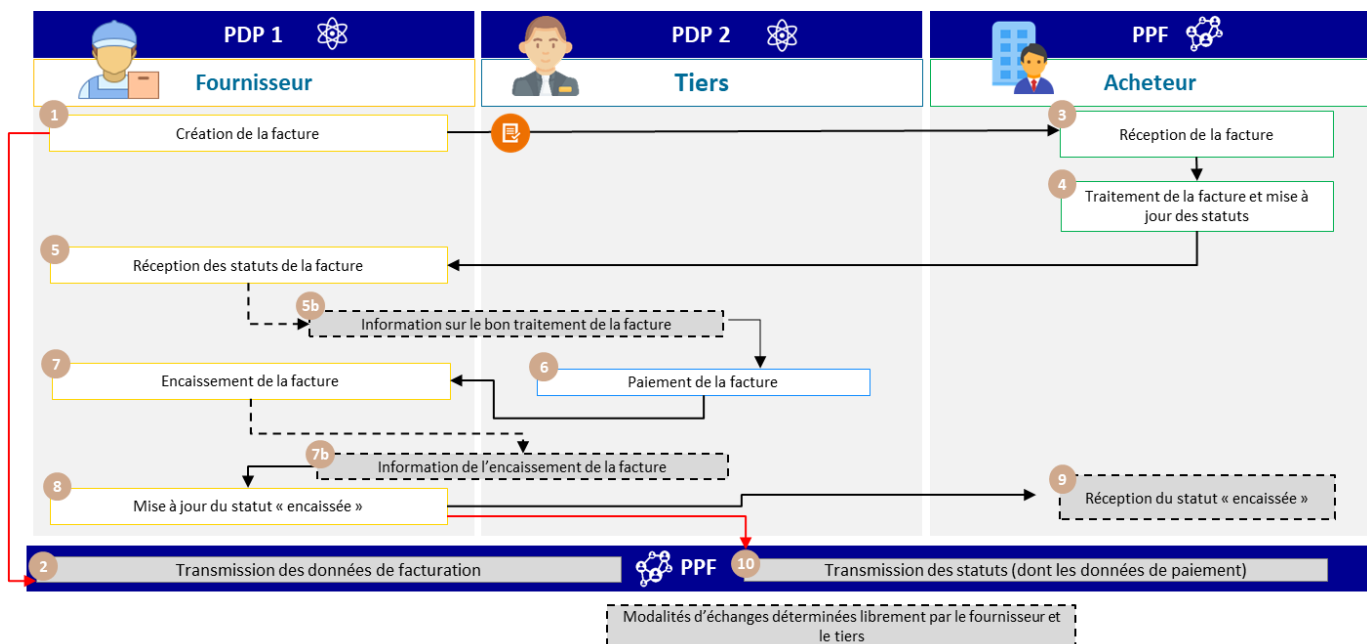 PDP 1
PDP 2
PPF
Fournisseur
Tiers
Acheteur
1
Création de la facture
3
Réception de la facture
4
Traitement de la facture et mise à
jour des statuts
5
Réception des statuts de la facture
5b
Information sur le bon traitement de la facture
7
Encaissement de la facture
6
Paiement de la facture
7b
Information de l'encaissement de la facture
8
Mise à jour du statut « encaissée »
9
Réception du statut « encaissée »
2
Transmission des données de facturation
PPF
10
Transmission des statuts (dont les données de paiement)
Modalités d'échanges déterminées librement par le fournisseur et
le tiers